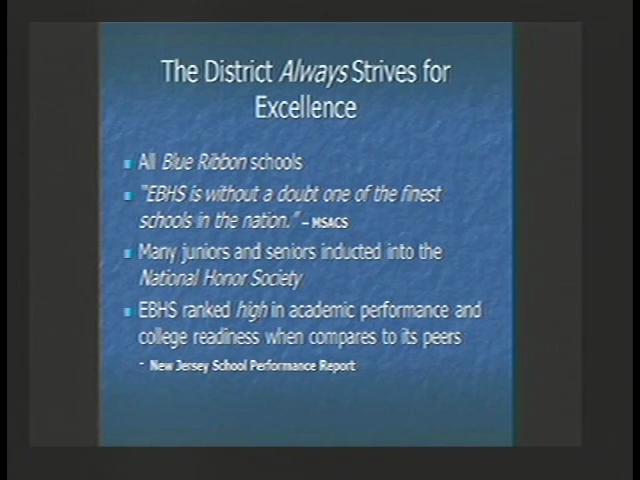 The District Always Strives for
Excellence
All Blue Ribbon schools
"EBHS is without a doubt one of the finest
schools in the nation." – MSACS
Many juniors and seniors inducted into the
National Honor Society
EBHS ranked high in academic performance and
college readiness when compares to its peers
- New Jersey School Performance Report